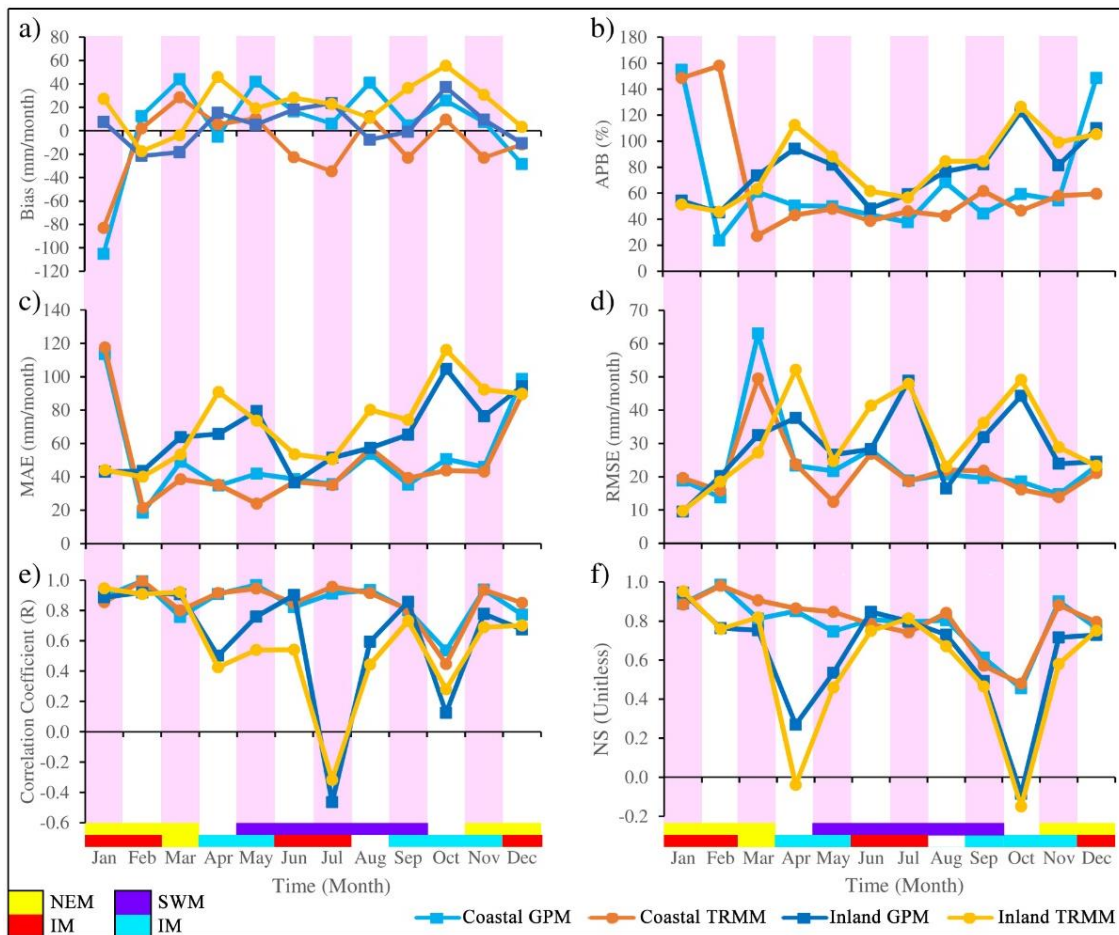 a)
Bias (mm/month)
80
60
40
20
0
-20
-40
-60
-80
-100
-120
b)
APB (%)
180
160
140
120
100
80
60
40
20
0
c)
MAE (mm/month)
140
120
100
80
60
40
20
0
d)
RMSE (mm/month)
70
60
50
40
30
20
10
0
e)
Correlation Coefficient (R)
1.0
0.8
0.6
0.4
0.2
0.0
-0.2
-0.4
-0.6
f)
NS (Unitless)
1.0
0.8
0.6
0.4
0.2
0.0
-0.2
Jan Feb Mar Apr May Jun Jul Aug Sep Oct Nov Dec
Time (Month)
Jan Feb Mar Apr May Jun Jul Aug Sep Oct Nov Dec
Time (Month)
NEM SWM
IM IM
Coastal GPM Coastal TRMM Inland GPM Inland TRMM